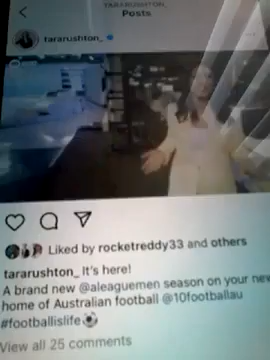 TARARUSHTON_
Posts
tararushton_
Liked by rocketreddy33 and others
tararushton_ It's here!
A brand new @aleaguemen season on your new
home of Australian football @10footballau
#footballislife⚽
View all 25 comments